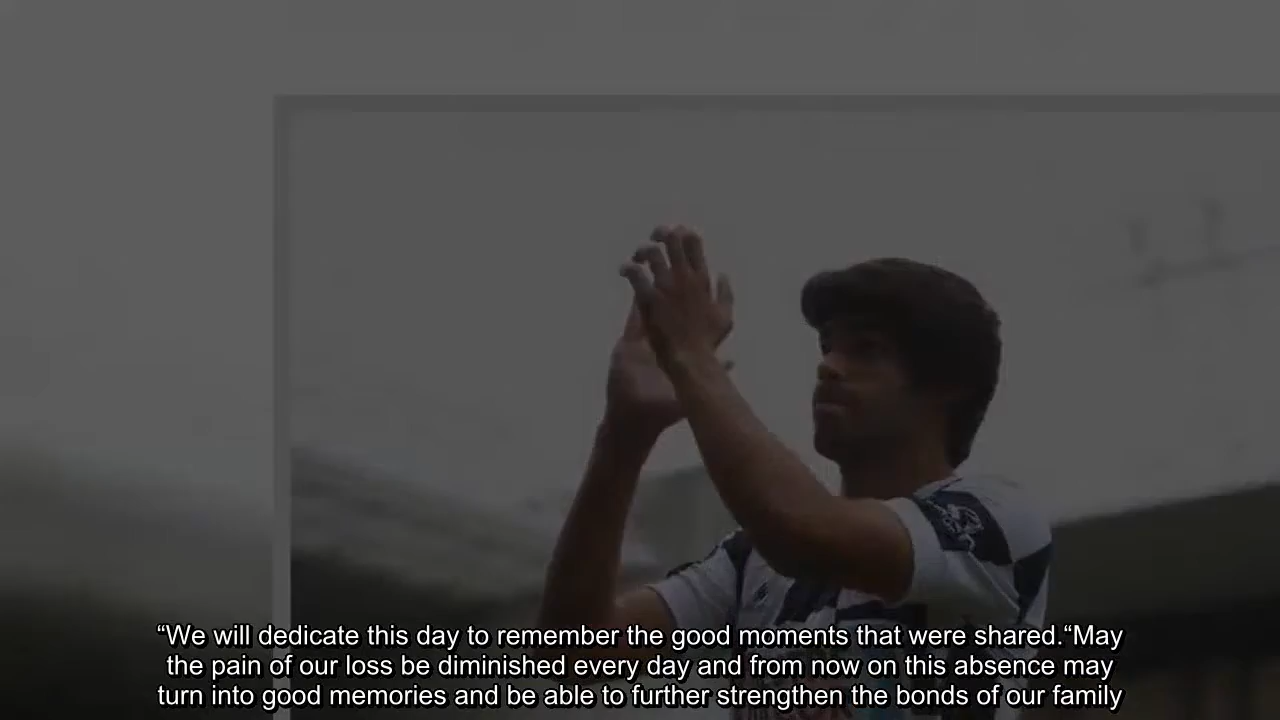 “We will dedicate this day to remember the good moments that were shared.“May
the pain of our loss be diminished every day and from now on this absence may
turn into good memories and be able to further strengthen the bonds of our family